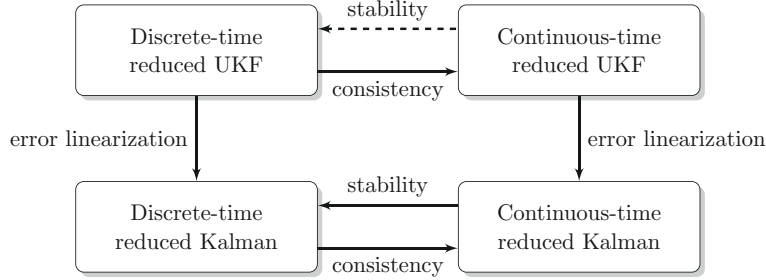 stability
Discrete-time
reduced UKF
Continuous-time
reduced UKF
consistency
error linearization
error linearization
stability
Discrete-time
reduced Kalman
Continuous-time
reduced Kalman
consistency